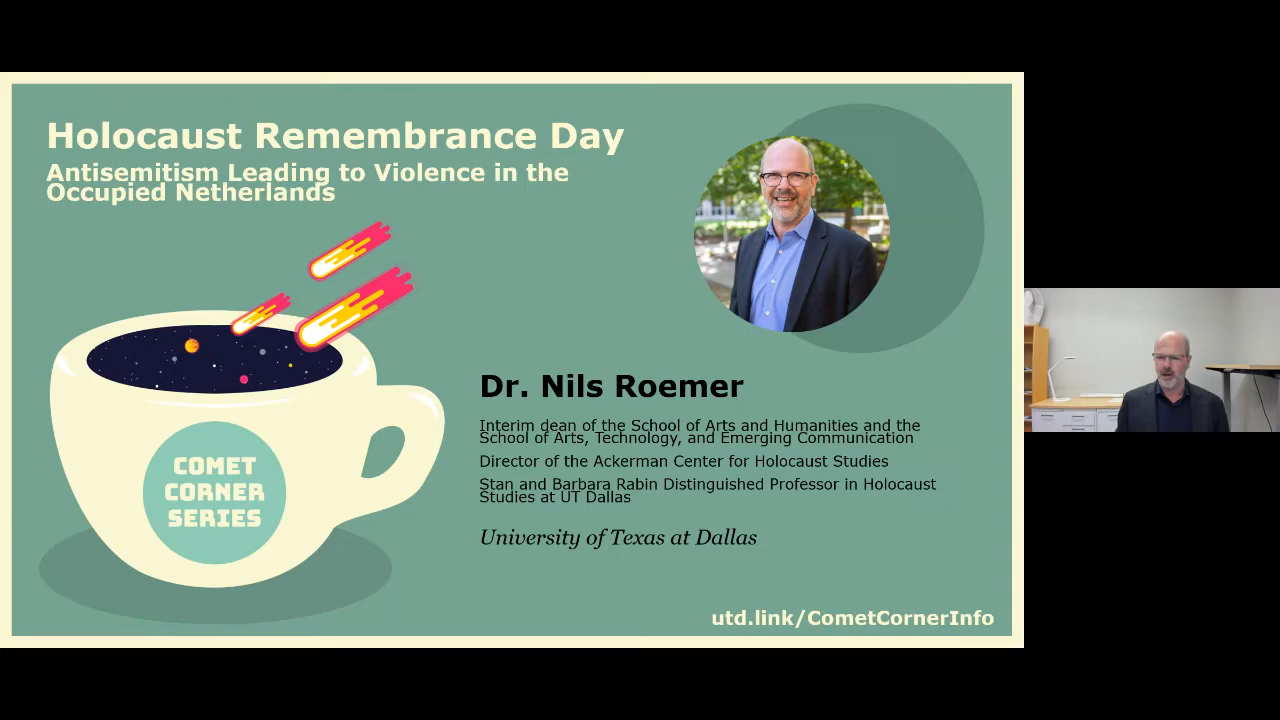 Holocaust Remembrance Day
Antisemitism Leading to Violence in the
Occupied Netherlands
COMET
CORNER
SERIES
Dr. Nils Roemer
Interim dean of the School of Arts and Humanities and the
School of Arts, Technology, and Emerging Communication
Director of the Ackerman Center for Holocaust Studies
Stan and Barbara Rabin Distinguished Professor in Holocaust
Studies at UT Dallas
University of Texas at Dallas
utd.link/CometCornerInfo